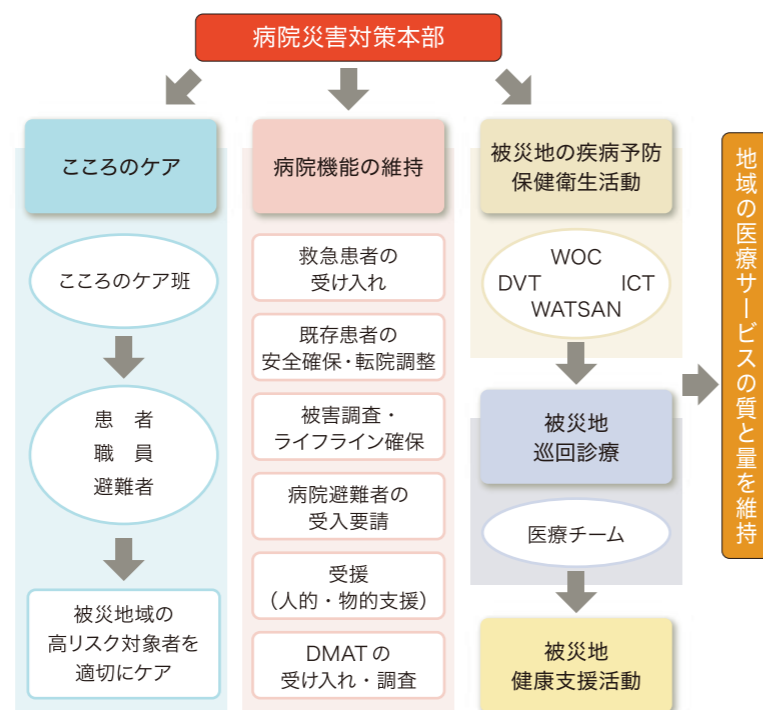 病院災害対策本部
こころのケア
こころのケア班
患　者
職　員
避難者
被災地域の
高リスク対象者を
適切にケア
病院機能の維持
救急患者の
受け入れ
既存患者の
安全確保・転院調整
被害調査・
ライフライン確保
病院避難者の
受入要請
受援
（人的・物的支援）
DMATの
受け入れ・調査
被災地の疾病予防
保健衛生活動
WOC
DVT　ICT
WATSAN
被災地
巡回診療
医療チーム
被災地
健康支援活動
地域の医療サービスの質と量を維持